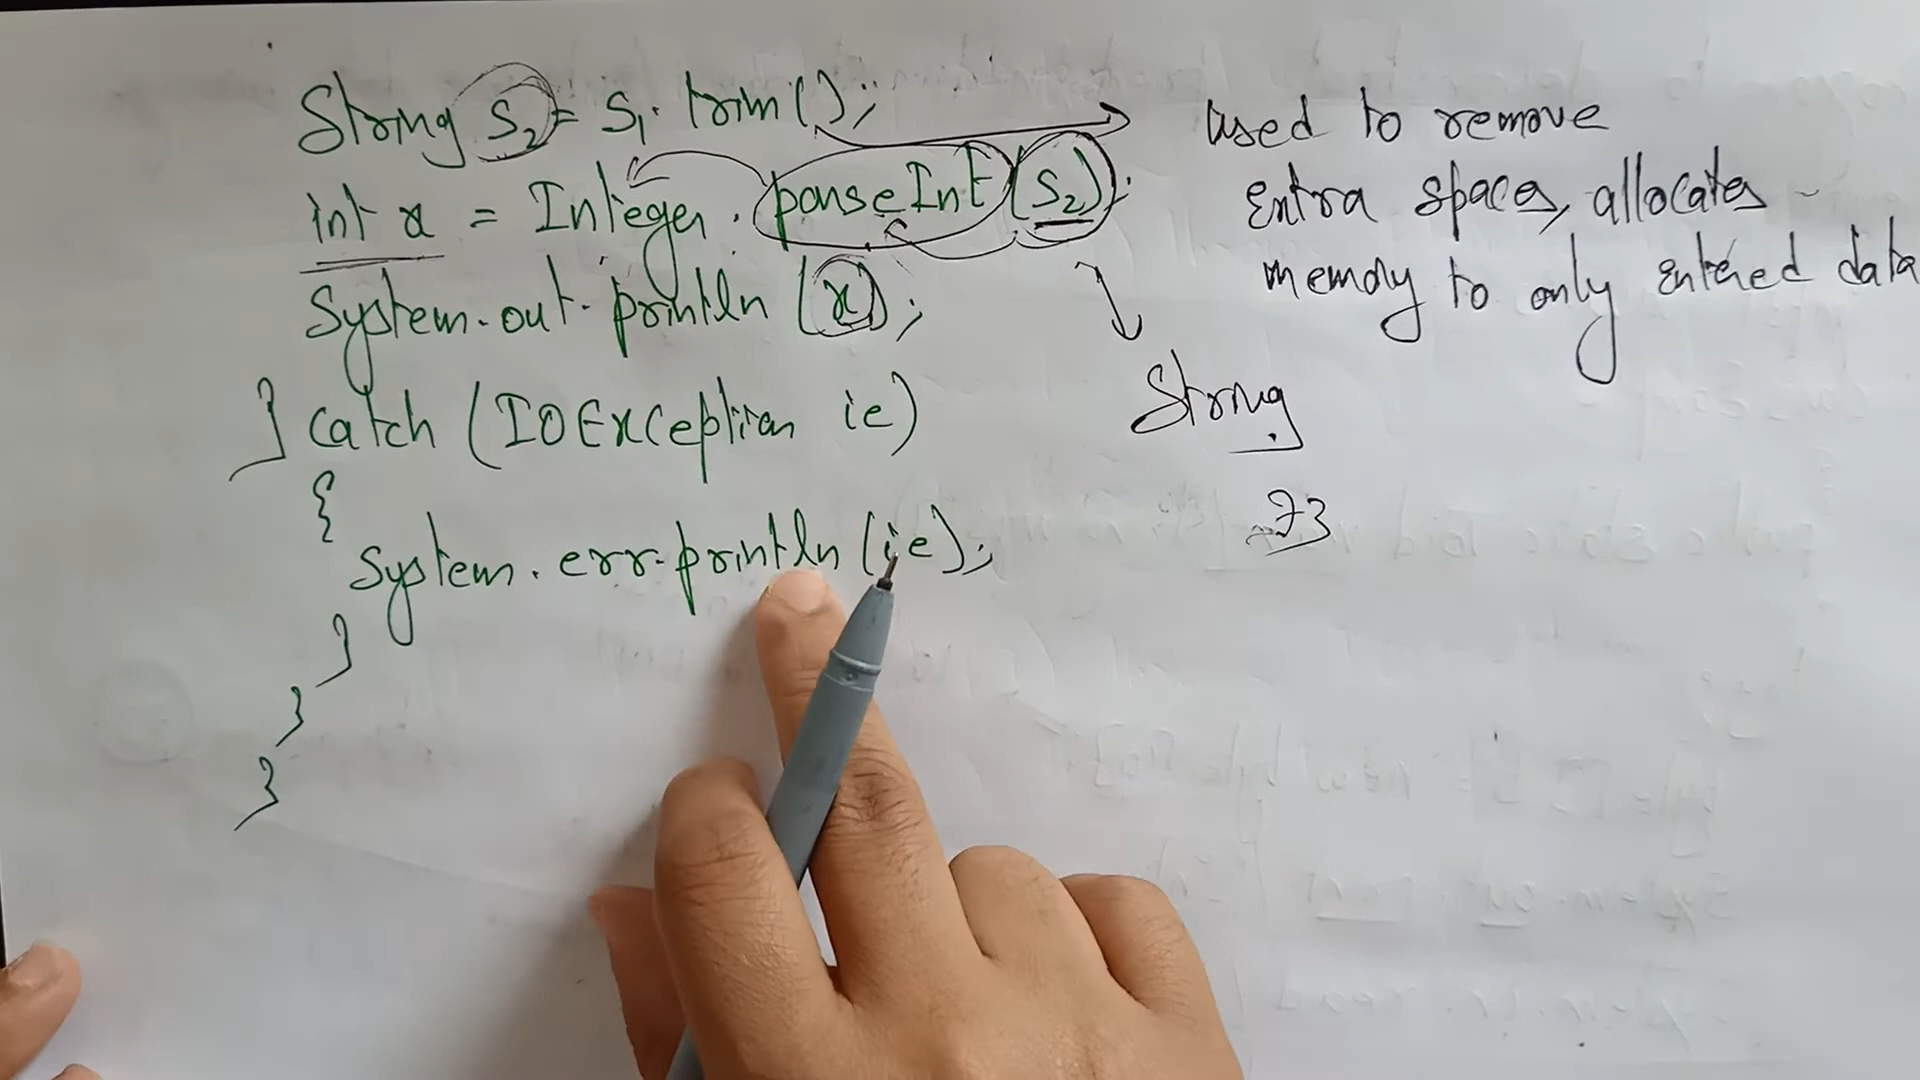 String s2 = s1.trim();
int x = Integer.parseInt(s2);
System.out.println(x);
} catch (IOException ie)
{
System.err.println(ie);
}
}
}
used to remove
extra spaces, allocates
memory to only entered data
String
73